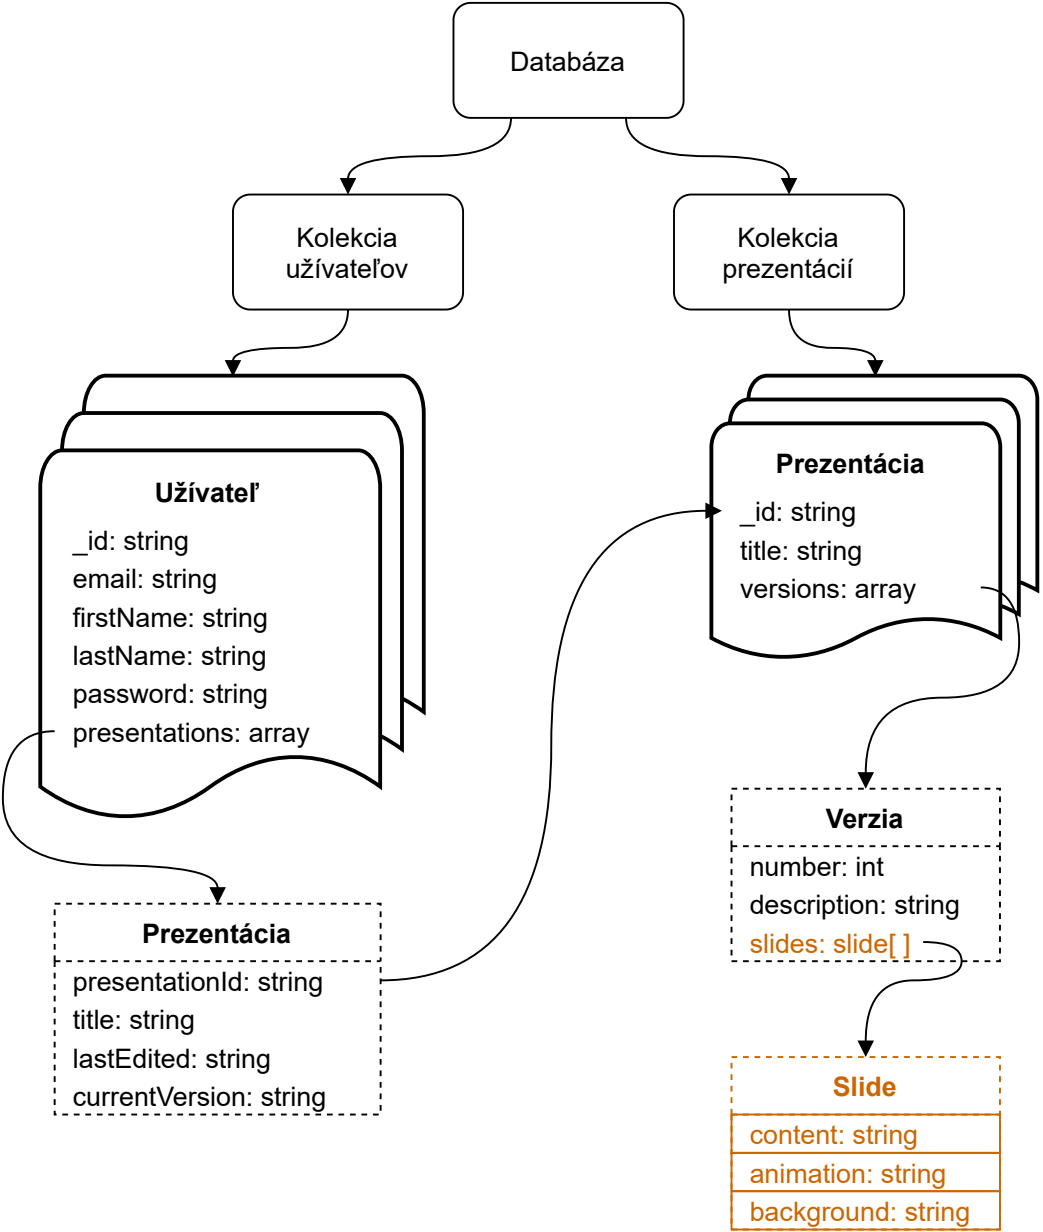 Databáza
Kolekcia
užívateľov
Kolekcia
prezentácií
Užívateľ
_id: string
email: string
firstName: string
lastName: string
password: string
presentations: array
Prezentácia
_id: string
title: string
versions: array
Prezentácia
presentationId: string
title: string
lastEdited: string
currentVersion: string
Verzia
number: int
description: string
slides: slide[ ]
Slide
content: string
animation: string
background: string